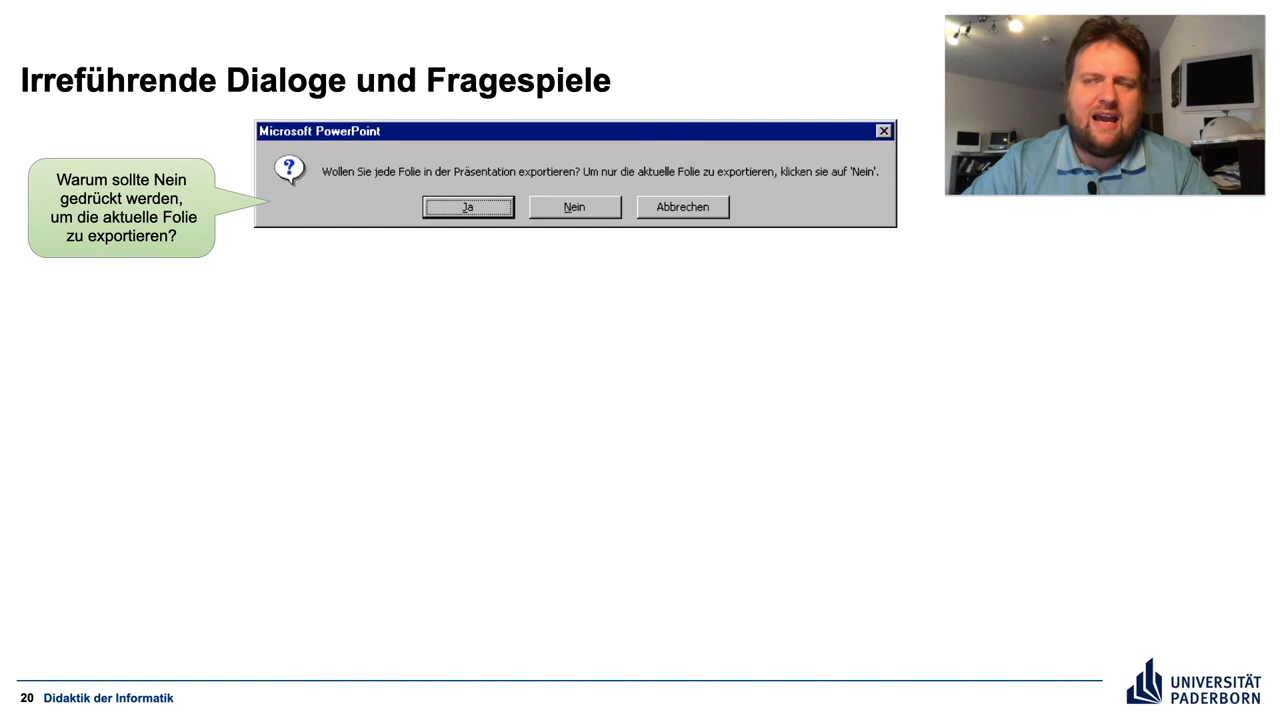 Irreführende Dialoge und Fragespiele
Microsoft PowerPoint
Warum sollte Nein
gedrückt werden,
um die aktuelle Folie
zu exportieren?
Wollen Sie jede Folie in der Präsentation exportieren? Um nur die aktuelle Folie zu exportieren, klicken sie auf 'Nein'.
Ja
Nein
Abbrechen
20 Didaktik der Informatik
UNIVERSITÄT
PADERBORN